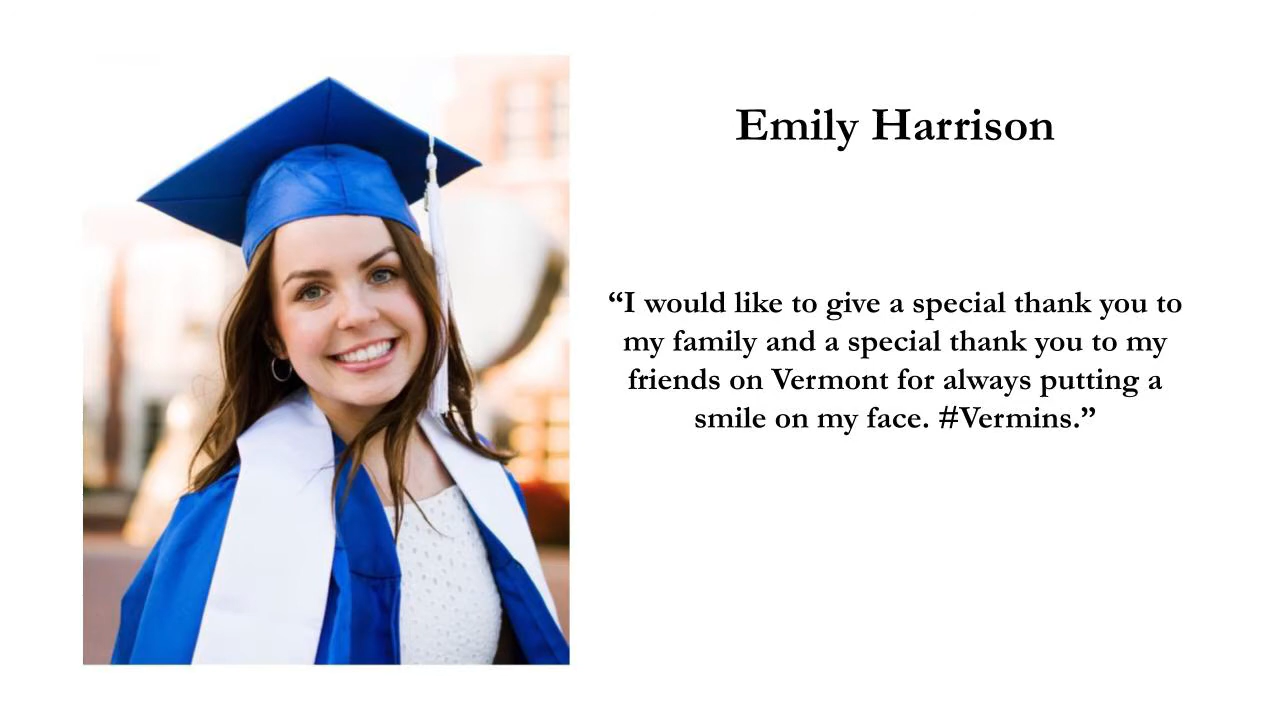 Emily Harrison
“I would like to give a special thank you to
my family and a special thank you to my
friends on Vermont for always putting a
smile on my face. #Vermins.”